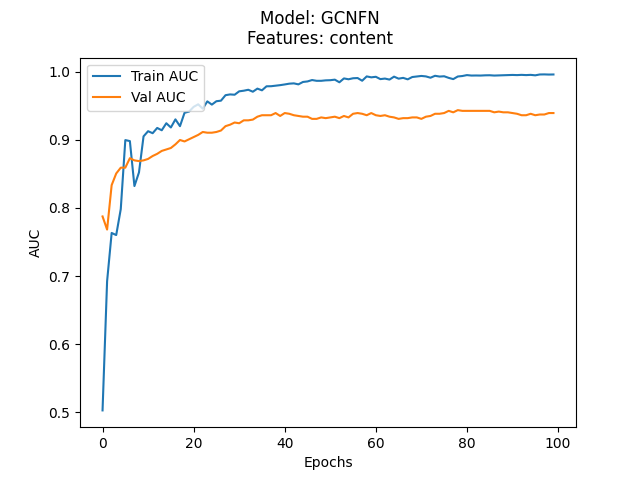 Model: GCNFN
Features: content
Train AUC
Val AUC
1.0
0.9
0.8
0.7
0.6
0.5
AUC
0 20 40 60 80 100
Epochs